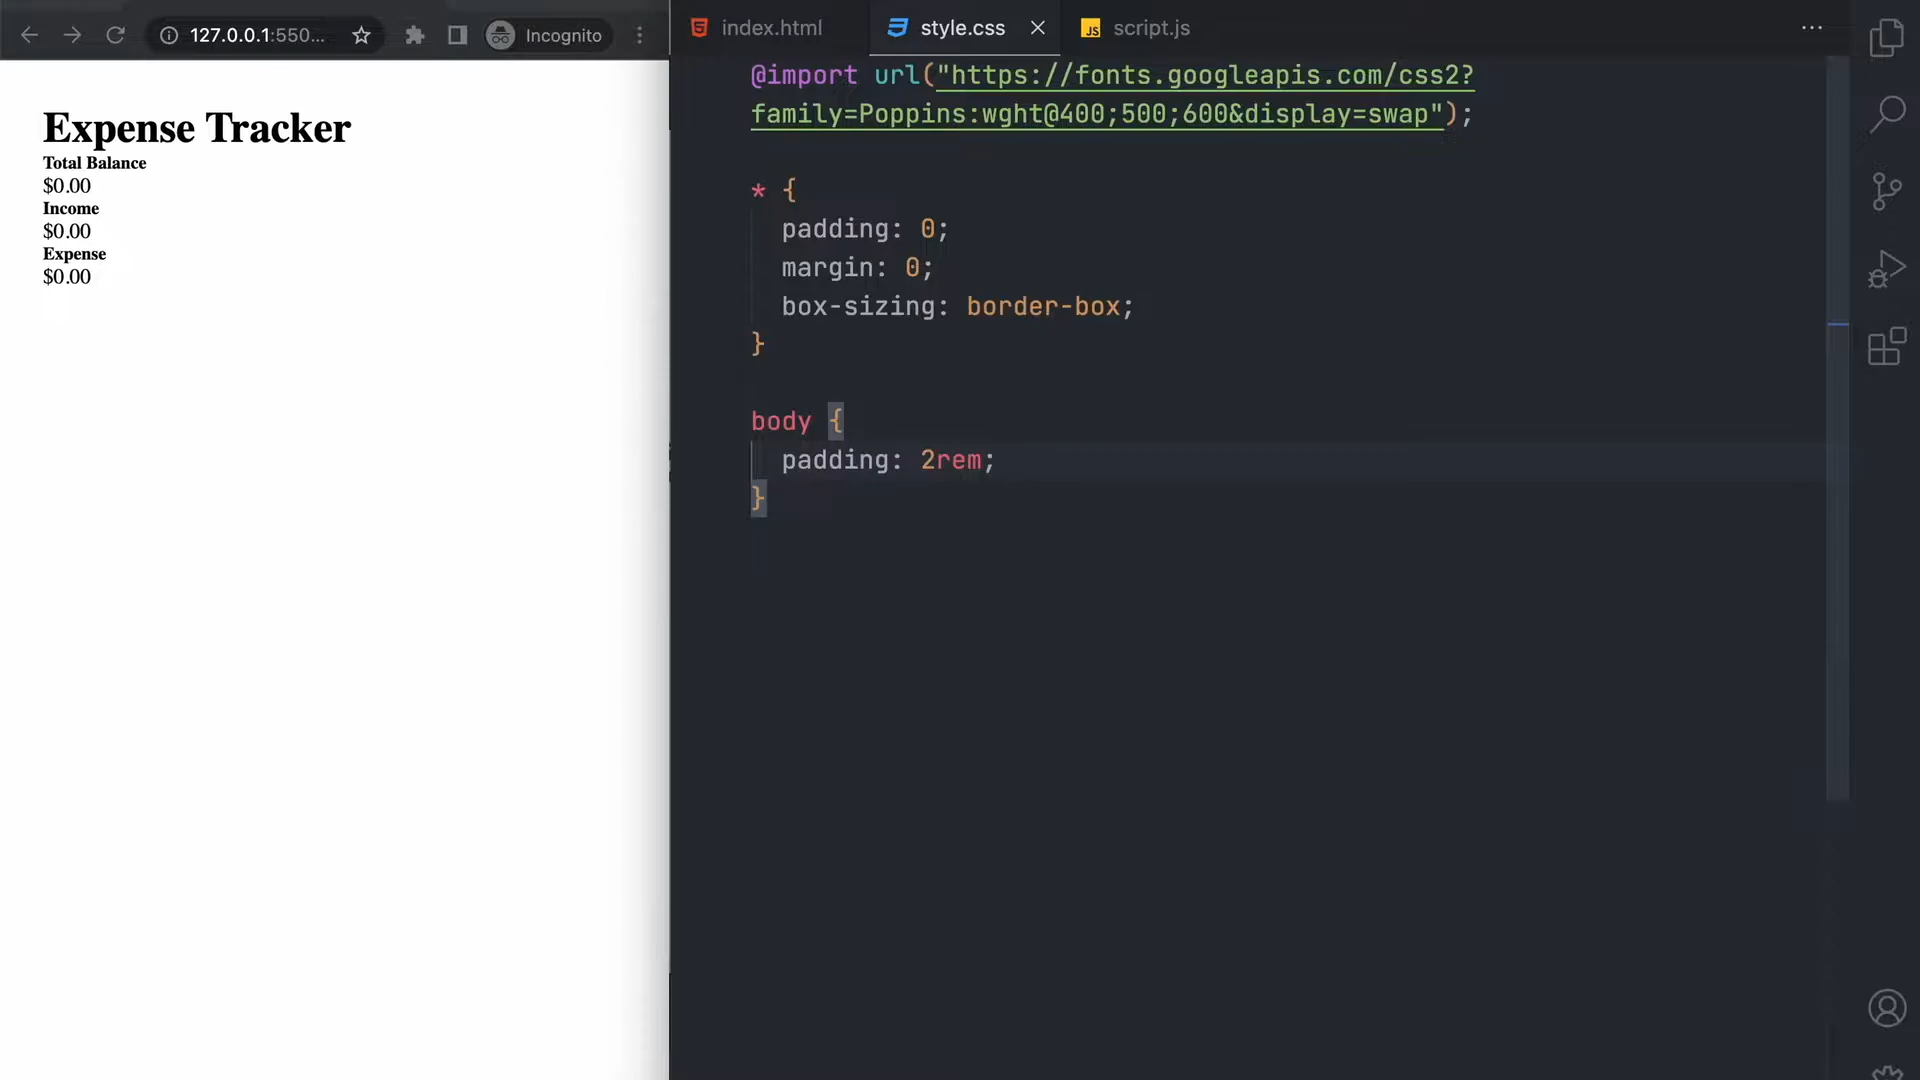 127.0.0.1:550...
Incognito
index.html
style.css
script.js
Expense Tracker
Total Balance
$0.00
Income
$0.00
Expense
$0.00
@import url("https://fonts.googleapis.com/css2?
family=Poppins:wght@400;500;600&display=swap");
* {
padding: 0;
margin: 0;
box-sizing: border-box;
}
body {
padding: 2rem;
}